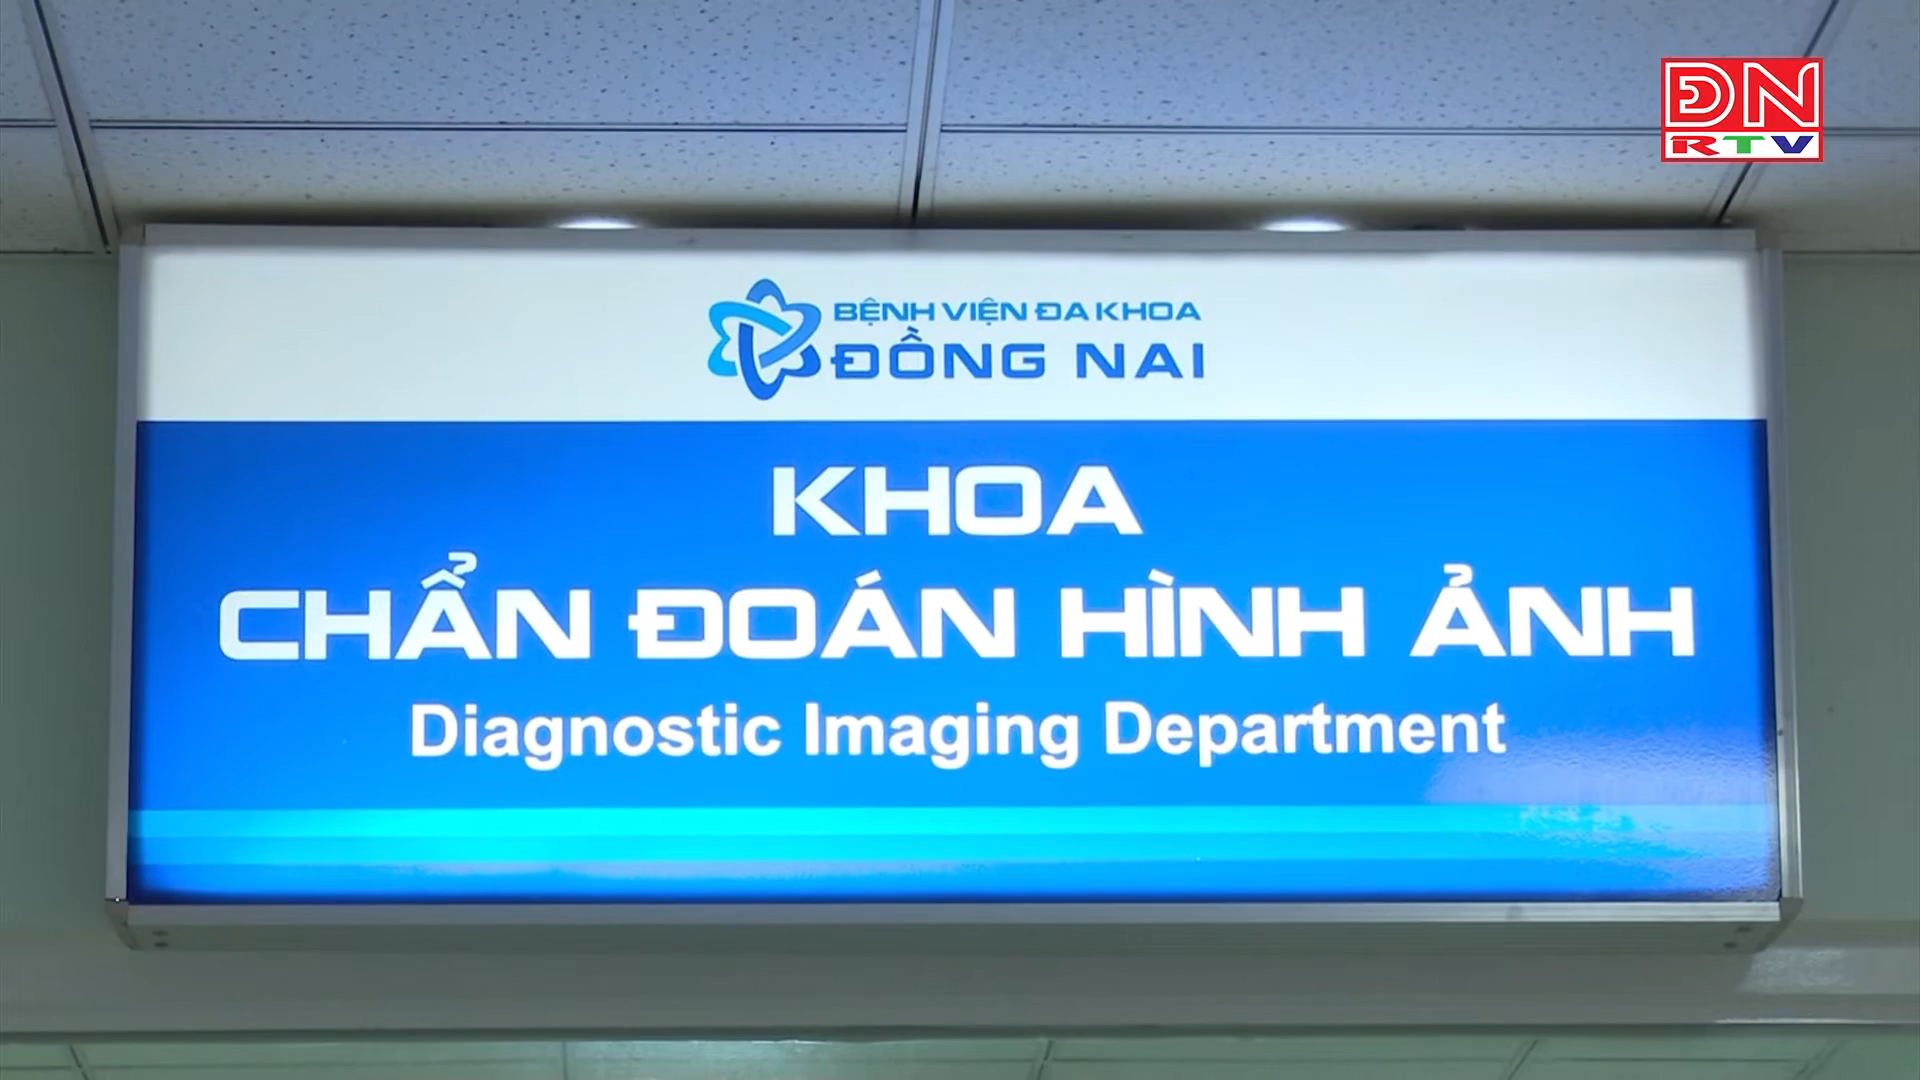 ĐN
RTV
BỆNH VIỆN ĐA KHOA
ĐỒNG NAI
KHOA
CHẨN ĐOÁN HÌNH ẢNH
Diagnostic Imaging Department